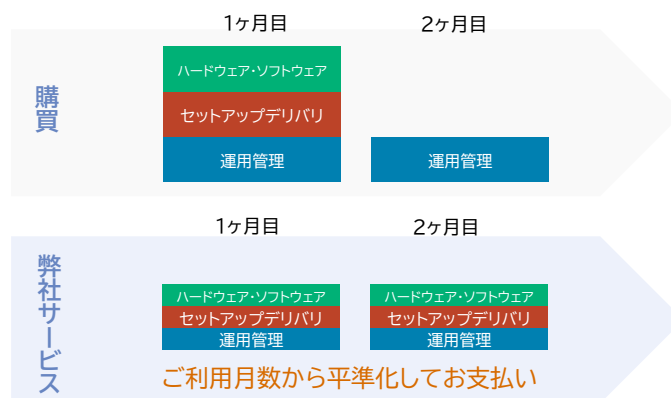 1ヶ月目
2ヶ月目
購買
ハードウェア・ソフトウェア
セットアップデリバリ
運用管理
運用管理
1ヶ月目
2ヶ月目
弊社サービス
ハードウェア・ソフトウェア
ハードウェア・ソフトウェア
セットアップデリバリ
セットアップデリバリ
運用管理
運用管理
ご利用月数から平準化してお支払い